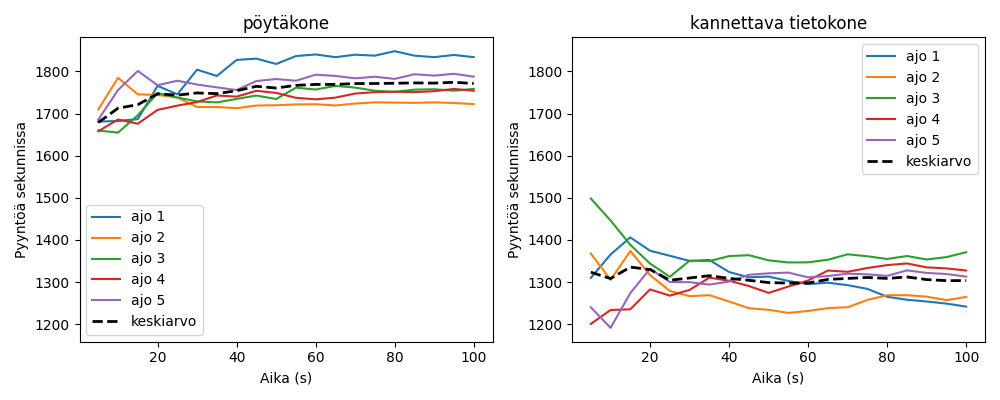 pöytäkone
Pyyntöä sekunnissa
1800
1700
1600
1500
1400
1300
1200
ajo 1
ajo 2
ajo 3
ajo 4
ajo 5
keskiarvo
20 40 60 80 100
Aika (s)
kannettava tietokone
Pyyntöä sekunnissa
1800
1700
1600
1500
1400
1300
1200
ajo 1
ajo 2
ajo 3
ajo 4
ajo 5
keskiarvo
20 40 60 80 100
Aika (s)